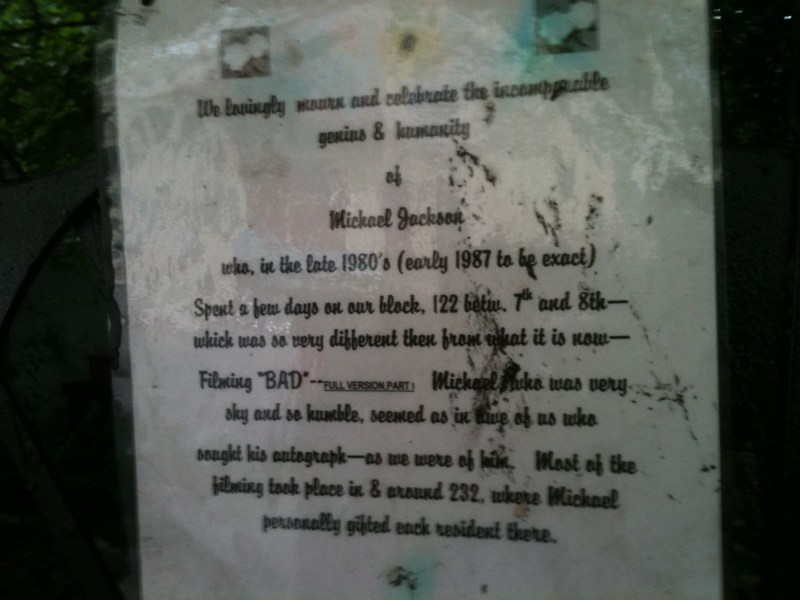 We lovingly mourn and celebrate the incomparable
genius & humanity
of
Michael Jackson
who, in the late 1980's (early 1987 to be exact)
Spent a few days on our block, 122 betw. 7th and 8th—
which was so very different then from what it is now—
Filming "BAD"--FULL VERSION,PART I Michael, who was very
shy and so humble, seemed as in awe of us who
sought his autograph—as we were of him. Most of the
filming took place in & around 232, where Michael
personally gifted each resident there.